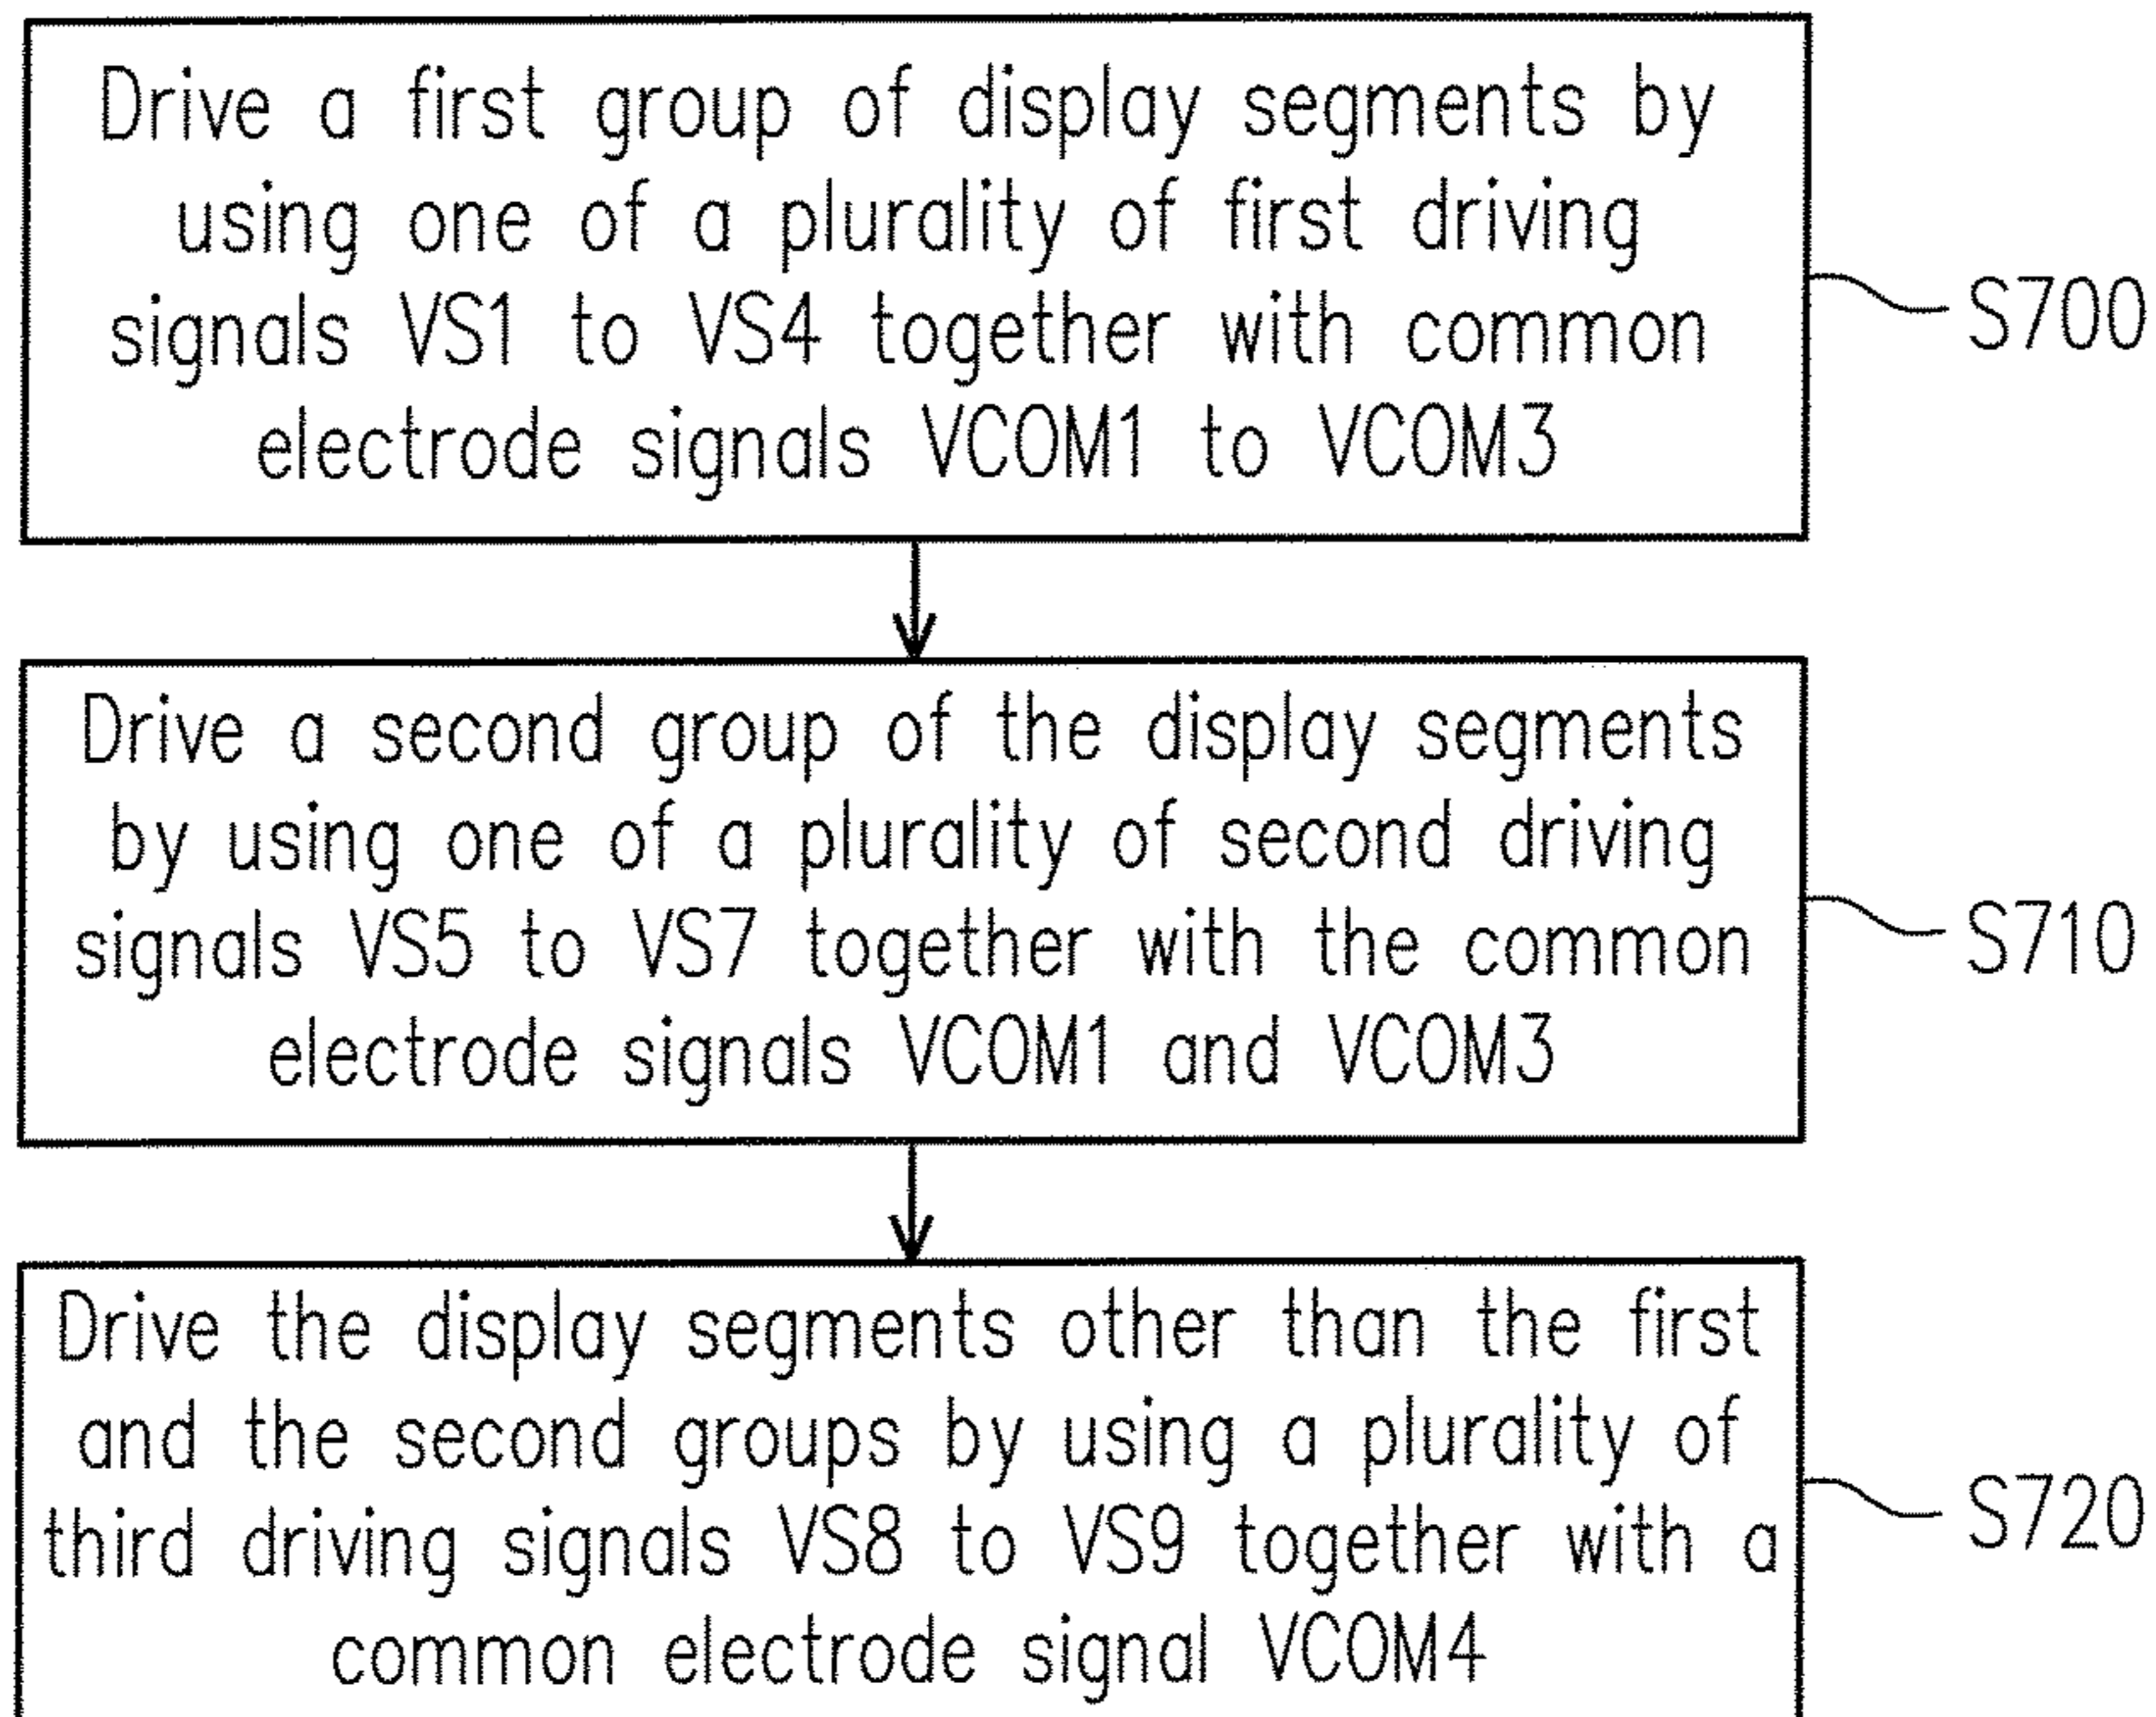 Drive a first group of display segments by
using one of a plurality of first driving
signals VS1 to VS4 together with common
electrode signals VCOM1 to VCOM3
S700
Drive a second group of the display segments
by using one of a plurality of second driving
signals VS5 to VS7 together with the common
electrode signals VCOM1 and VCOM3
S710
Drive the display segments other than the first
and the second groups by using a plurality of
third driving signals VS8 to VS9 together with a
common electrode signal VCOM4
S720